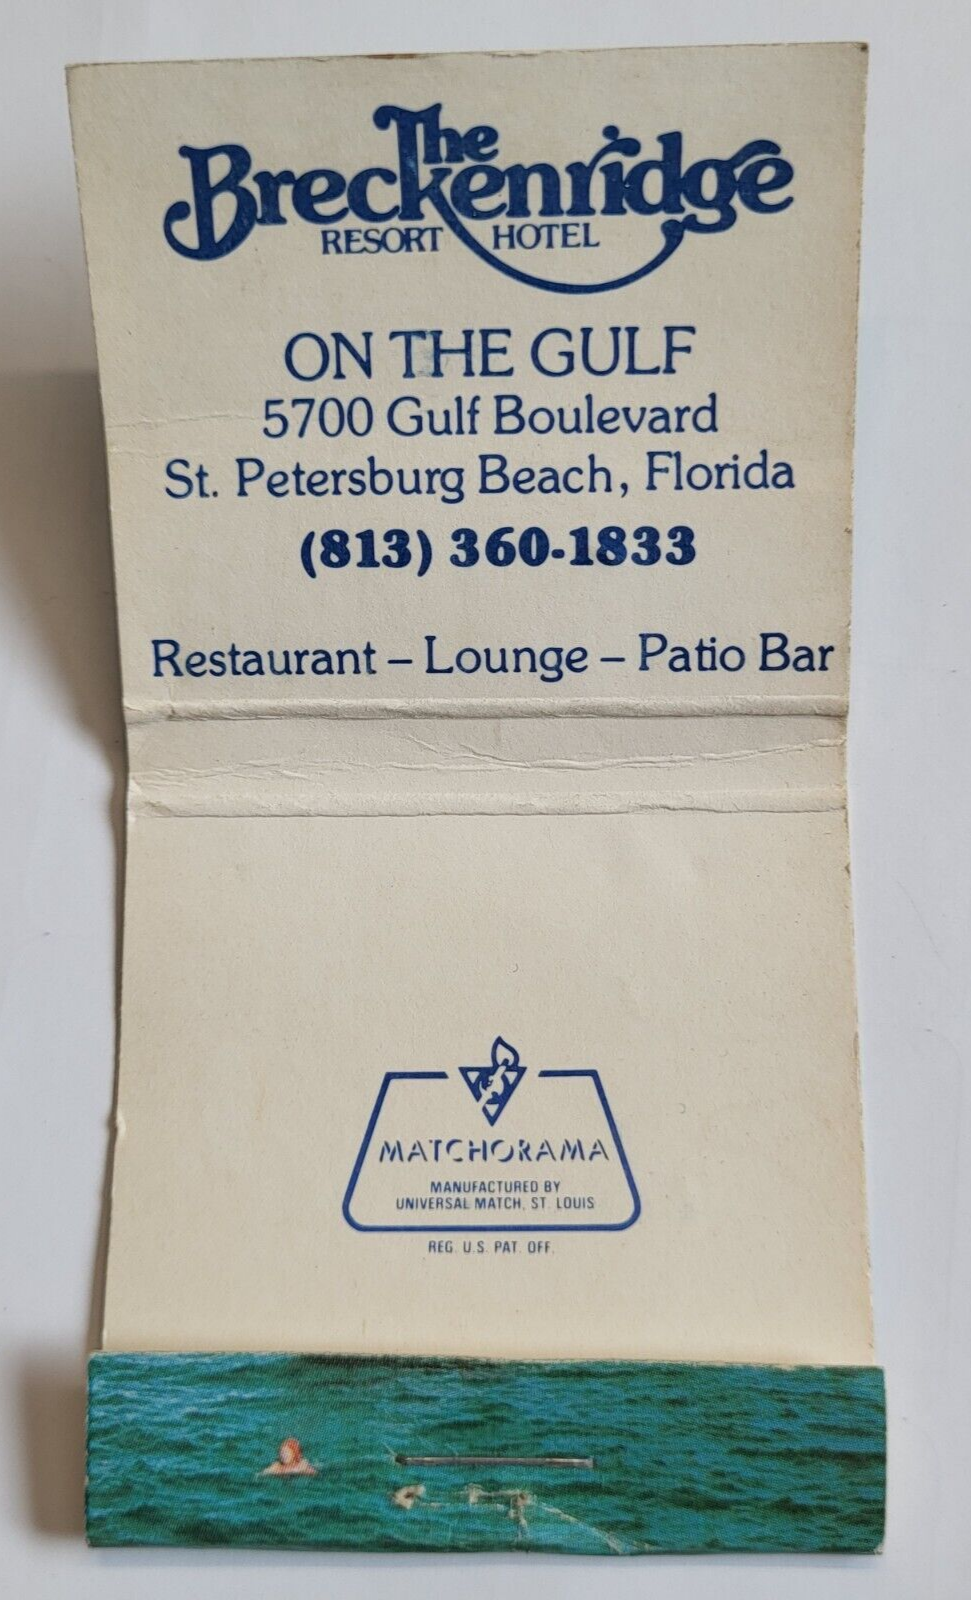 The
Breckenridge
RESORT HOTEL
ON THE GULF
5700 Gulf Boulevard
St. Petersburg Beach, Florida
(813) 360-1833
Restaurant – Lounge – Patio Bar
MATCHORAMA
MANUFACTURED BY
UNIVERSAL MATCH, ST. LOUIS
REG. U.S. PAT. OFF.